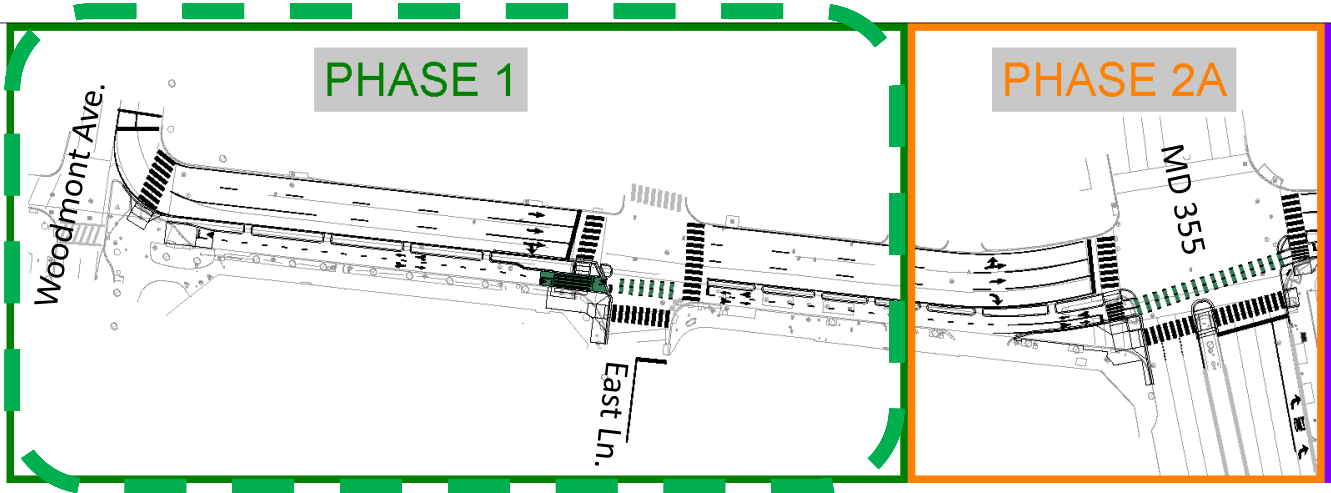 PHASE 1
PHASE 2A
Woodmont Ave.
MD 355
East Ln.